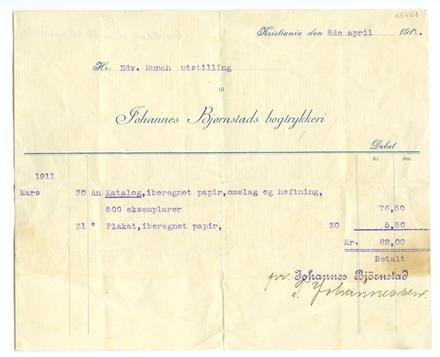 K5451
Kristiania den 8de april 1911.
Hr. Edv. Munch utstilling
til
Johannes Bjørnstads bogtrykkeri
Debet
Kr. Øre
1911
Mars 30 An Katalog, iberegnet papir, omslag og heftning,
500 eksemplarer 76,50
31 " Plakat, iberegnet papir, 30 5,50
Kr. 82,00
Betalt
pr. Johannes Björnstad
Johannessen.